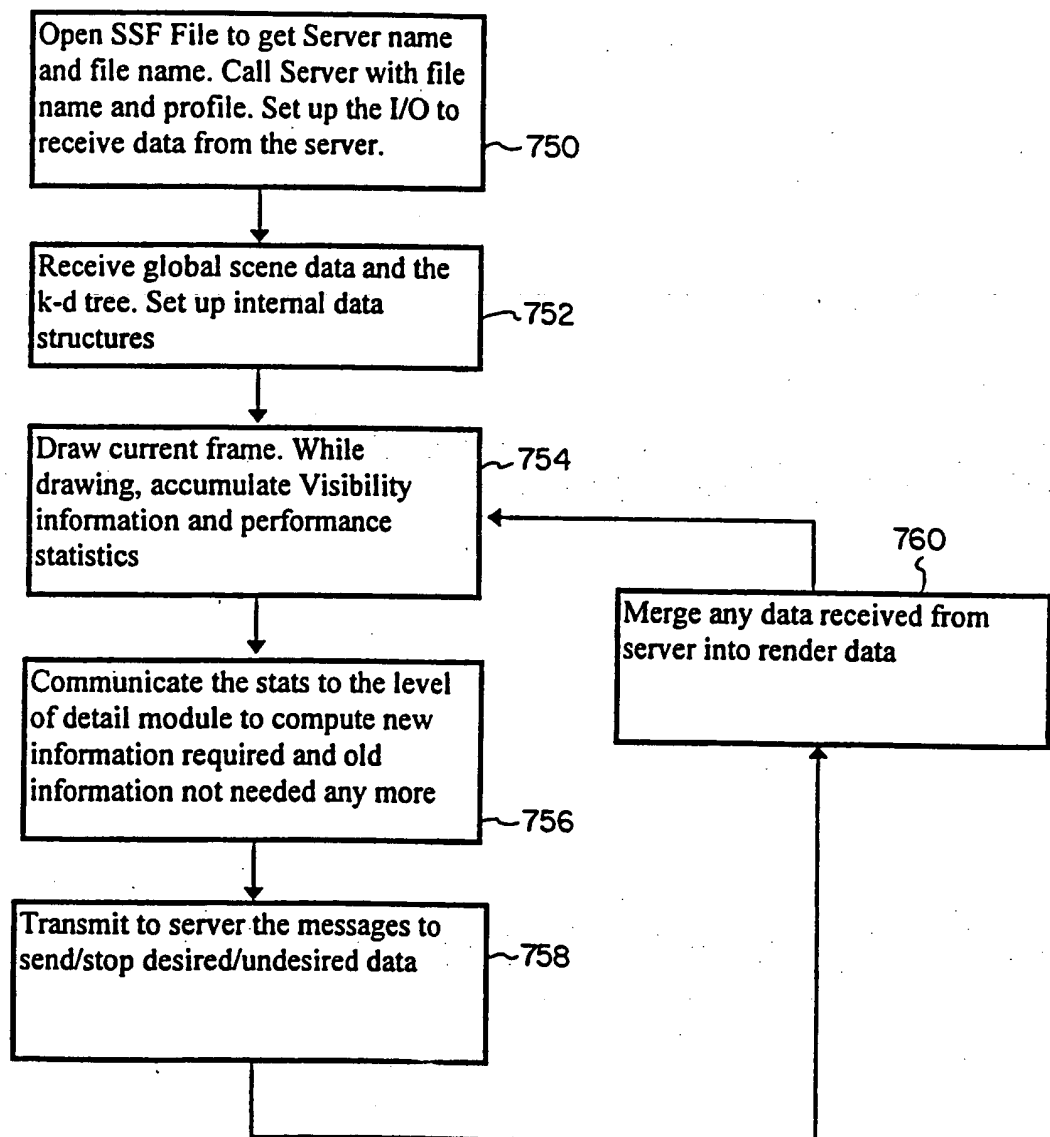 Open SSF File to get Server name
and file name. Call Server with file
name and profile. Set up the I/O to
receive data from the server.
750
Receive global scene data and the
k-d tree. Set up internal data
structures
752
Draw current frame. While
drawing, accumulate Visibility
information and performance
statistics
754
760
Merge any data received from
server into render data
Communicate the stats to the level
of detail module to compute new
information required and old
information not needed any more
756
Transmit to server the messages to
send/stop desired/undesired data
758